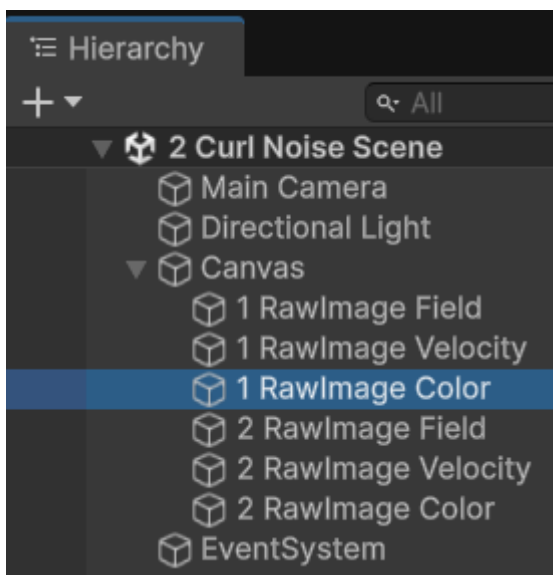 Hierarchy
All
2 Curl Noise Scene
Main Camera
Directional Light
Canvas
1 RawImage Field
1 RawImage Velocity
1 RawImage Color
2 RawImage Field
2 RawImage Velocity
2 RawImage Color
EventSystem